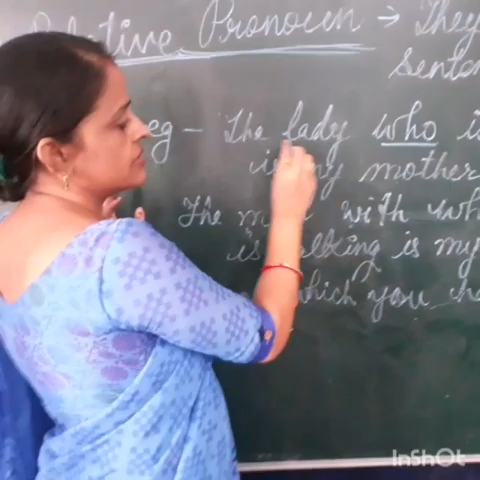 Relative Pronoun → They
Senten
eg - The lady who is
is my mother
The man with who
is talking is my
which you ha
InShOt